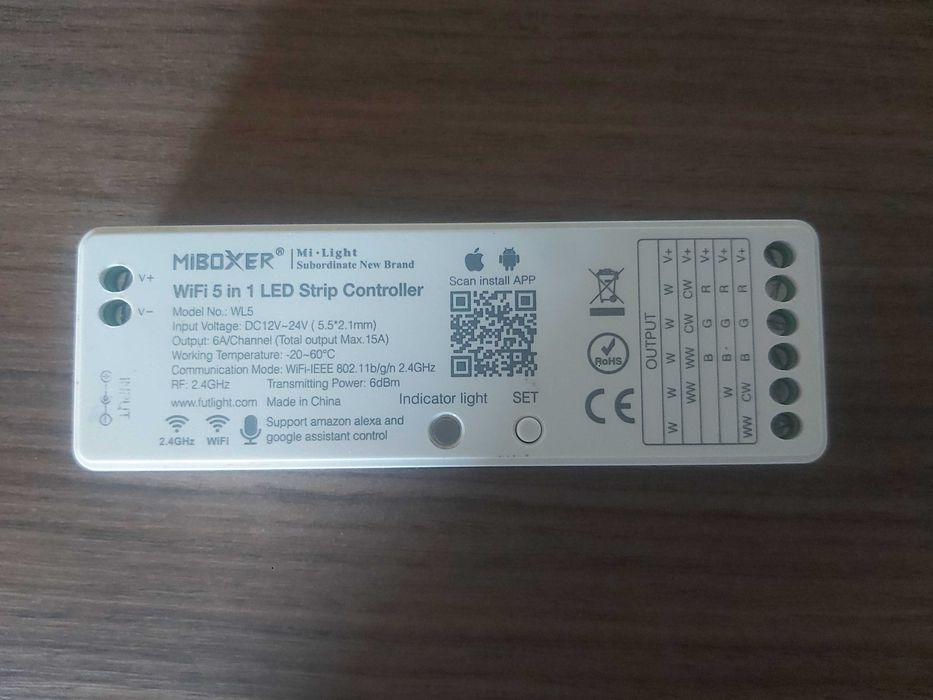 MIBOXER® | Mi·Light
Subordinate New Brand
WiFi 5 in 1 LED Strip Controller
Model No.: WL5
Input Voltage: DC12V~24V ( 5.5*2.1mm)
Output: 6A/Channel (Total output Max.15A)
Working Temperature: -20~60°C
Communication Mode: WiFi-IEEE 802.11b/g/n 2.4GHz
RF: 2.4GHz Transmitting Power: 6dBm
www.futlight.com Made in China
2.4GHz WiFi
Support amazon alexa and
google assistant control
V+
V−
INPUT
Scan install APP
Indicator light SET
RoHS
CE
OUTPUT
W W W W W V+
WW WW CW CW V+
B G R V+
W B G R V+
WW CW B G R V+